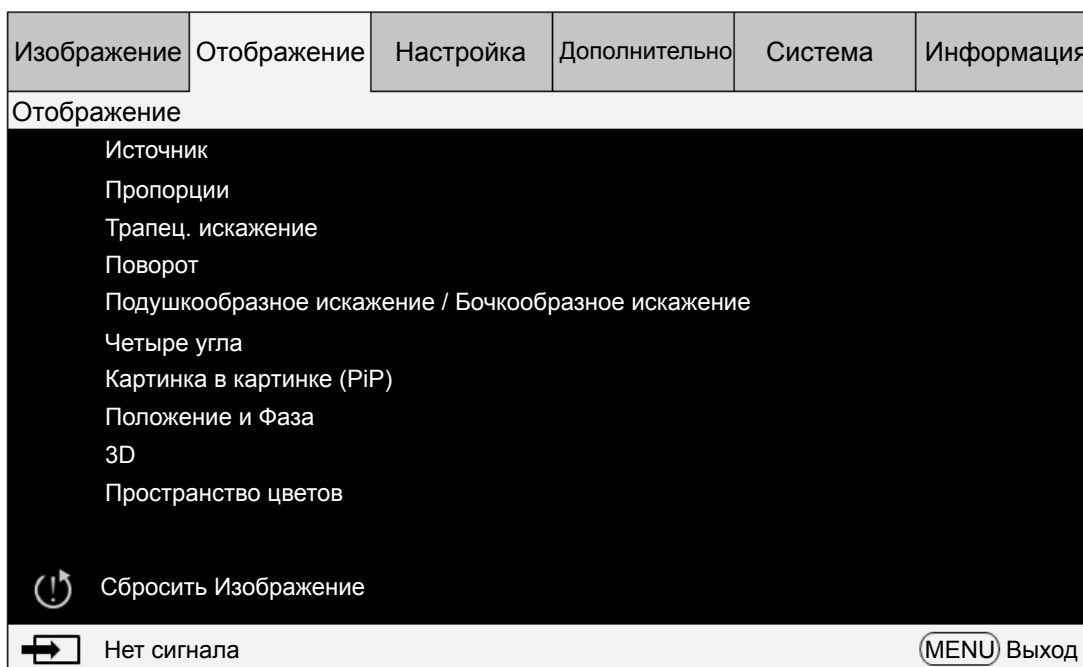 Изображение Отображение Настройка Дополнительно Система Информация
Отображение
Источник
Пропорции
Трапец. искажение
Поворот
Подушкообразное искажение / Бочкообразное искажение
Четыре угла
Картинка в картинке (PiP)
Положение и Фаза
3D
Пространство цветов
Сбросить Изображение
Нет сигнала MENU Выход